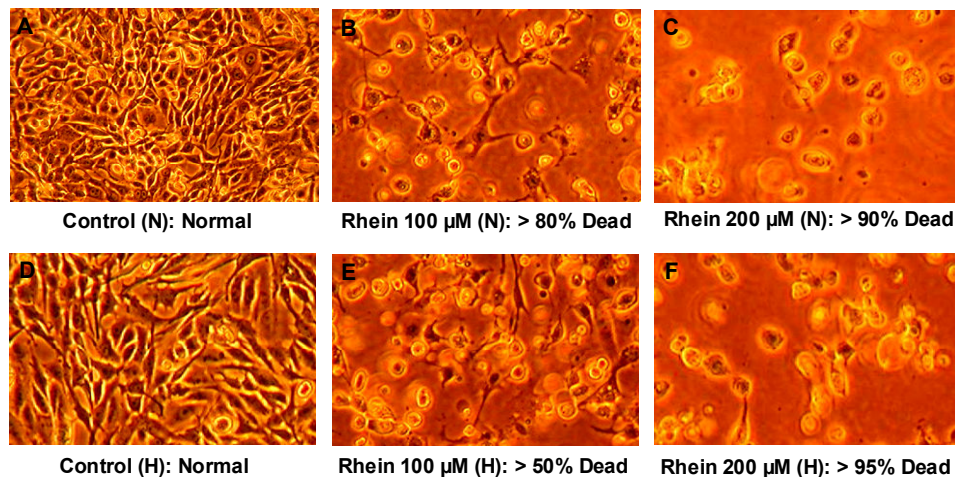 A
B
C
Control (N): Normal
Rhein 100 µM (N): > 80% Dead
Rhein 200 µM (N): > 90% Dead
D
E
F
Control (H): Normal
Rhein 100 µM (H): > 50% Dead
Rhein 200 µM (H): > 95% Dead